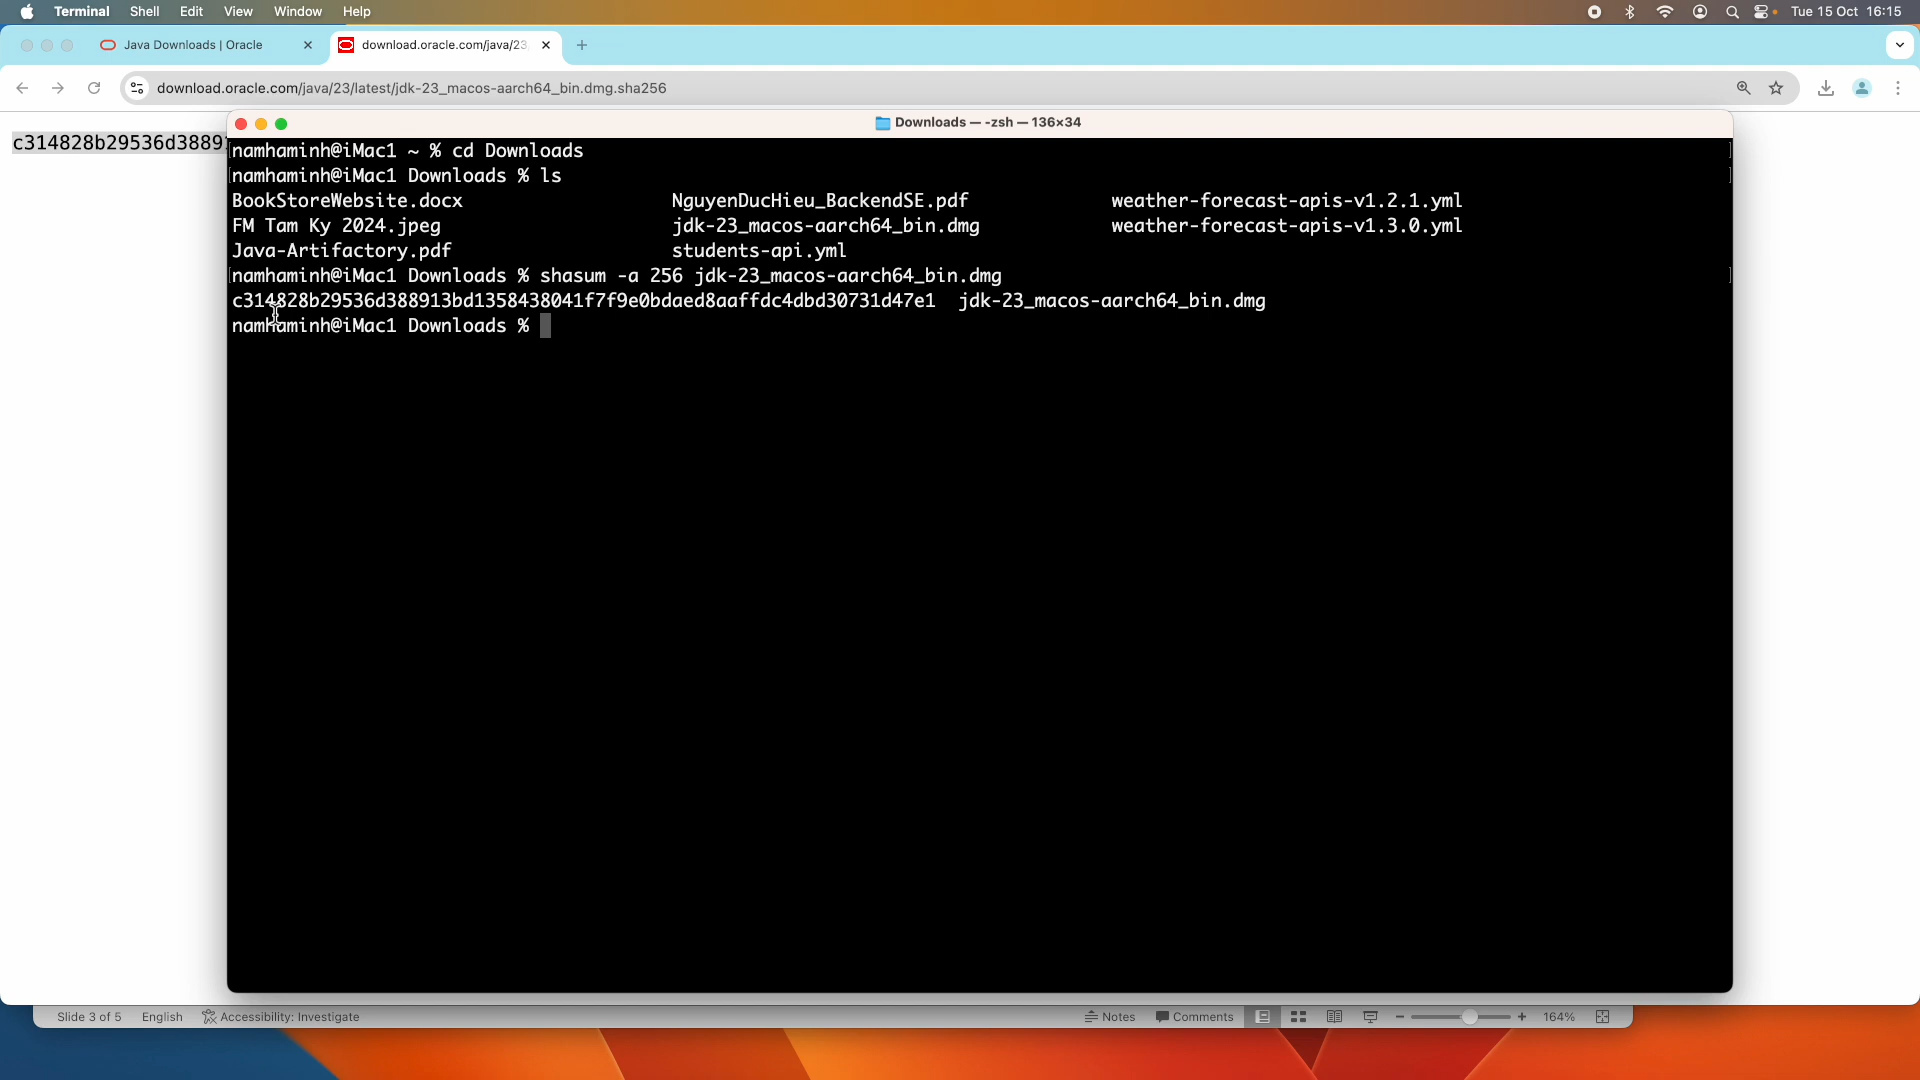 Terminal Shell Edit View Window Help Tue 15 Oct 16:15
Java Downloads | Oracle download.oracle.com/java/23
download.oracle.com/java/23/latest/jdk-23_macos-aarch64_bin.dmg.sha256
c314828b29536d38891
Downloads — -zsh — 136×34
namhaminh@iMac1 ~ % cd Downloads
namhaminh@iMac1 Downloads % ls
BookStoreWebsite.docx NguyenDucHieu_BackendSE.pdf weather-forecast-apis-v1.2.1.yml
FM Tam Ky 2024.jpeg jdk-23_macos-aarch64_bin.dmg weather-forecast-apis-v1.3.0.yml
Java-Artifactory.pdf students-api.yml
namhaminh@iMac1 Downloads % shasum -a 256 jdk-23_macos-aarch64_bin.dmg
c314828b29536d388913bd1358438041f7f9e0bdaed8aaffdc4dbd30731d47e1 jdk-23_macos-aarch64_bin.dmg
namhaminh@iMac1 Downloads %
Slide 3 of 5 English Accessibility: Investigate Notes Comments 164%